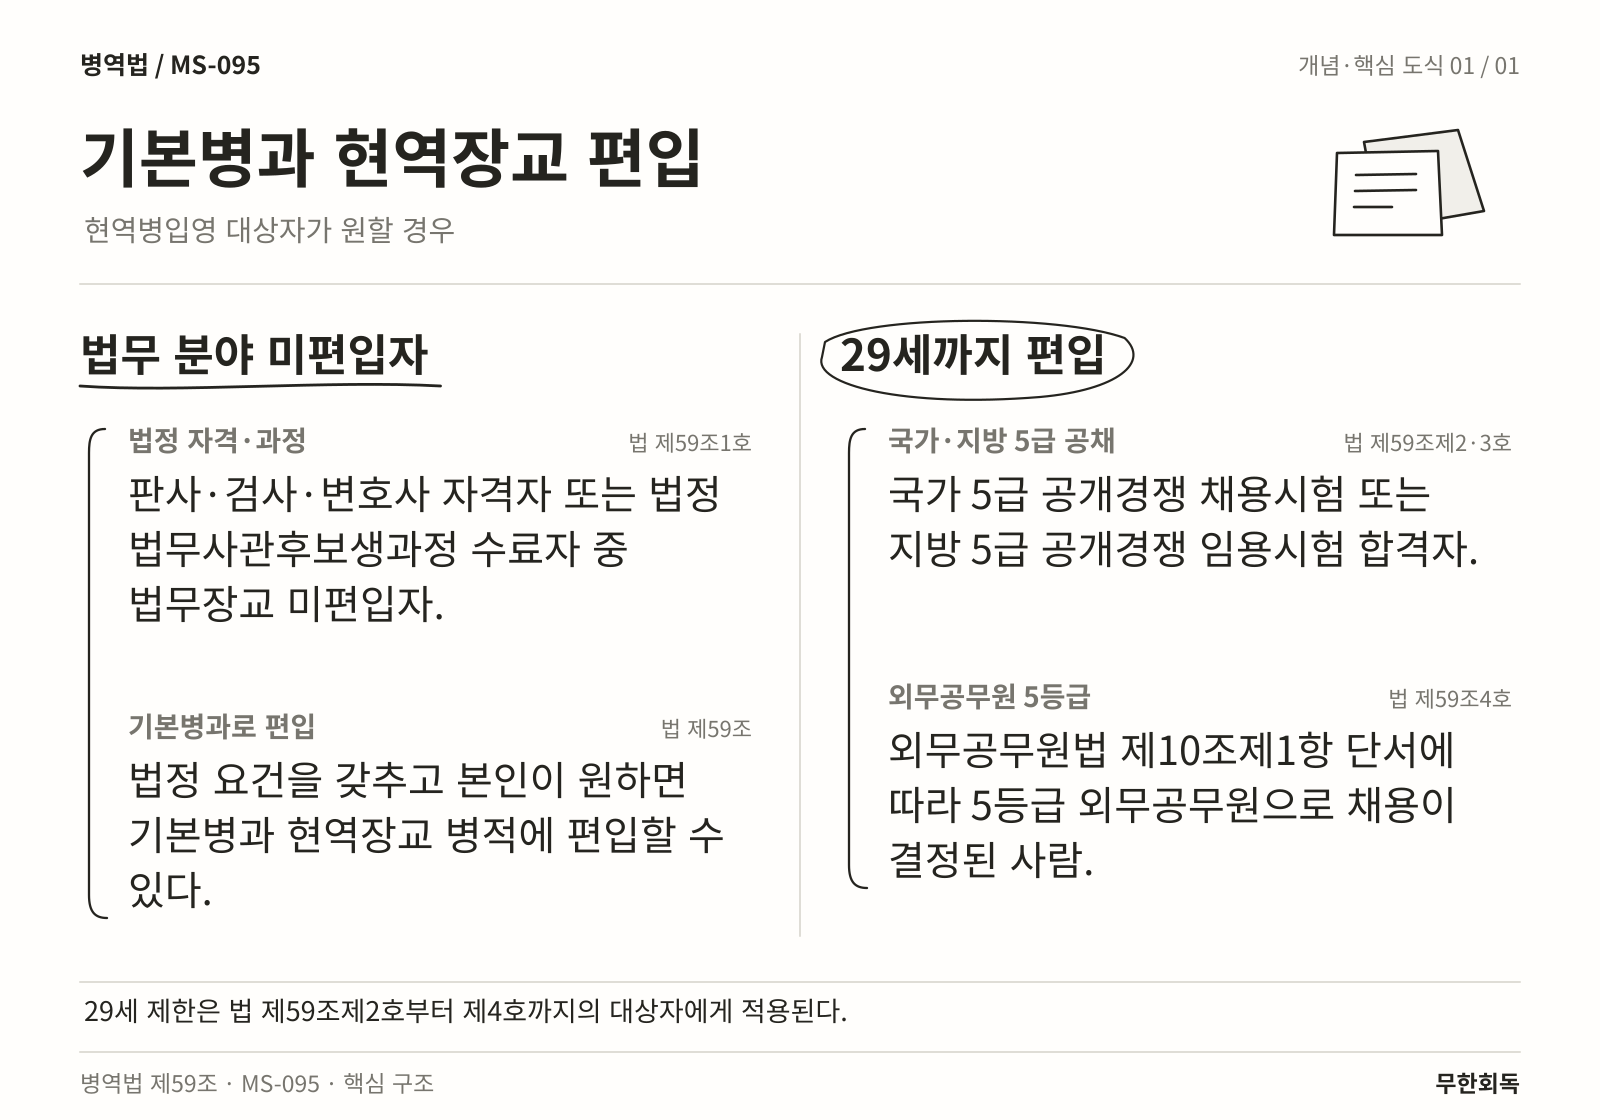 병역법 / MS-095
개념·핵심 도식 01 / 01
기본병과 현역장교 편입
현역병입영 대상자가 원할 경우
법무 분야 미편입자
법정 자격·과정
법 제59조1호
판사·검사·변호사 자격자 또는 법정
법무사관후보생과정 수료자 중
법무장교 미편입자.
기본병과로 편입
법 제59조
법정 요건을 갖추고 본인이 원하면
기본병과 현역장교 병적에 편입할 수
있다.
29세까지 편입
국가·지방 5급 공채
법 제59조제2·3호
국가 5급 공개경쟁 채용시험 또는
지방 5급 공개경쟁 임용시험 합격자.
외무공무원 5등급
법 제59조4호
외무공무원법 제10조제1항 단서에
따라 5등급 외무공무원으로 채용이
결정된 사람.
29세 제한은 법 제59조제2호부터 제4호까지의 대상자에게 적용된다.
병역법 제59조 · MS-095 · 핵심 구조
무한회독